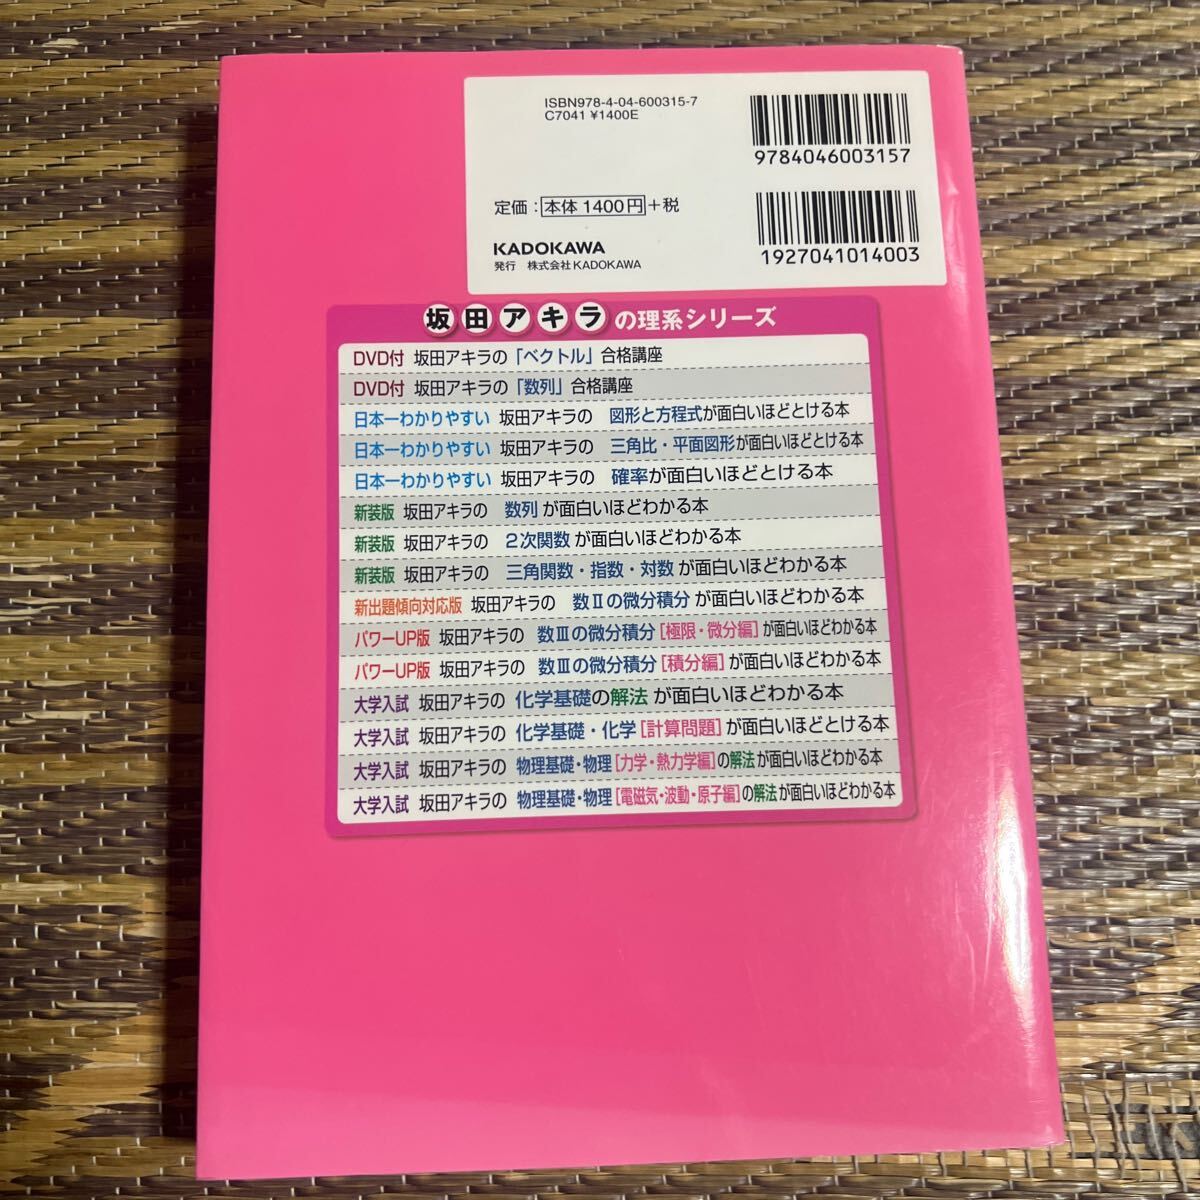 ISBN978-4-04-600315-7
C7041 ¥1400E
9784046003157
定価：本体1400円+税
1927041014003
KADOKAWA
発行 株式会社KADOKAWA
坂田アキラの理系シリーズ
DVD付 坂田アキラの「ベクトル」合格講座
DVD付 坂田アキラの「数列」合格講座
日本一わかりやすい 坂田アキラの 図形と方程式が面白いほどとける本
日本一わかりやすい 坂田アキラの 三角比・平面図形が面白いほどとける本
日本一わかりやすい 坂田アキラの 確率が面白いほどとける本
新装版 坂田アキラの 数列が面白いほどわかる本
新装版 坂田アキラの 2次関数が面白いほどわかる本
新装版 坂田アキラの 三角関数・指数・対数が面白いほどわかる本
新出題傾向対応版 坂田アキラの 数Ⅱの微分積分が面白いほどわかる本
パワーUP版 坂田アキラの 数Ⅲの微分積分[極限・微分編]が面白いほどわかる本
パワーUP版 坂田アキラの 数Ⅲの微分積分[積分編]が面白いほどわかる本
大学入試 坂田アキラの 化学基礎の解法が面白いほどわかる本
大学入試 坂田アキラの 化学基礎・化学[計算問題]が面白いほどとける本
大学入試 坂田アキラの 物理基礎・物理[力学・熱力学編]の解法が面白いほどわかる本
大学入試 坂田アキラの 物理基礎・物理[電磁気・波動・原子編]の解法が面白いほどわかる本